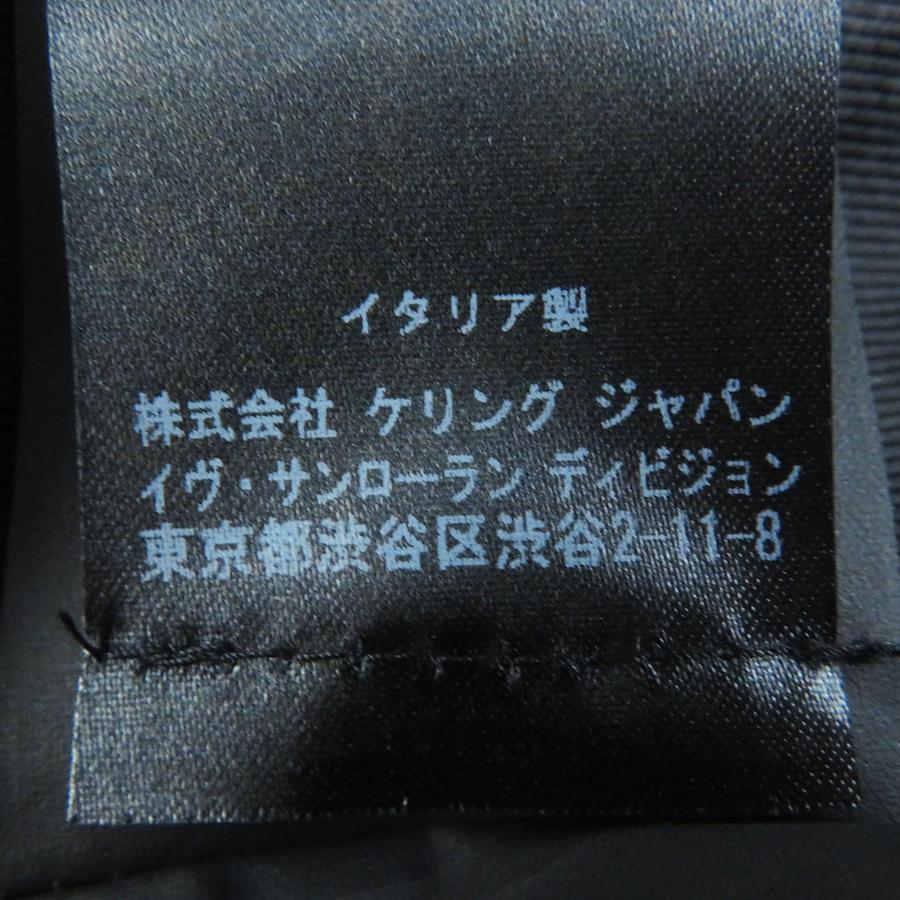 イタリア製
株式会社 ケリング ジャパン
イヴ・サンローラン ディビジョン
東京都渋谷区渋谷2-11-8